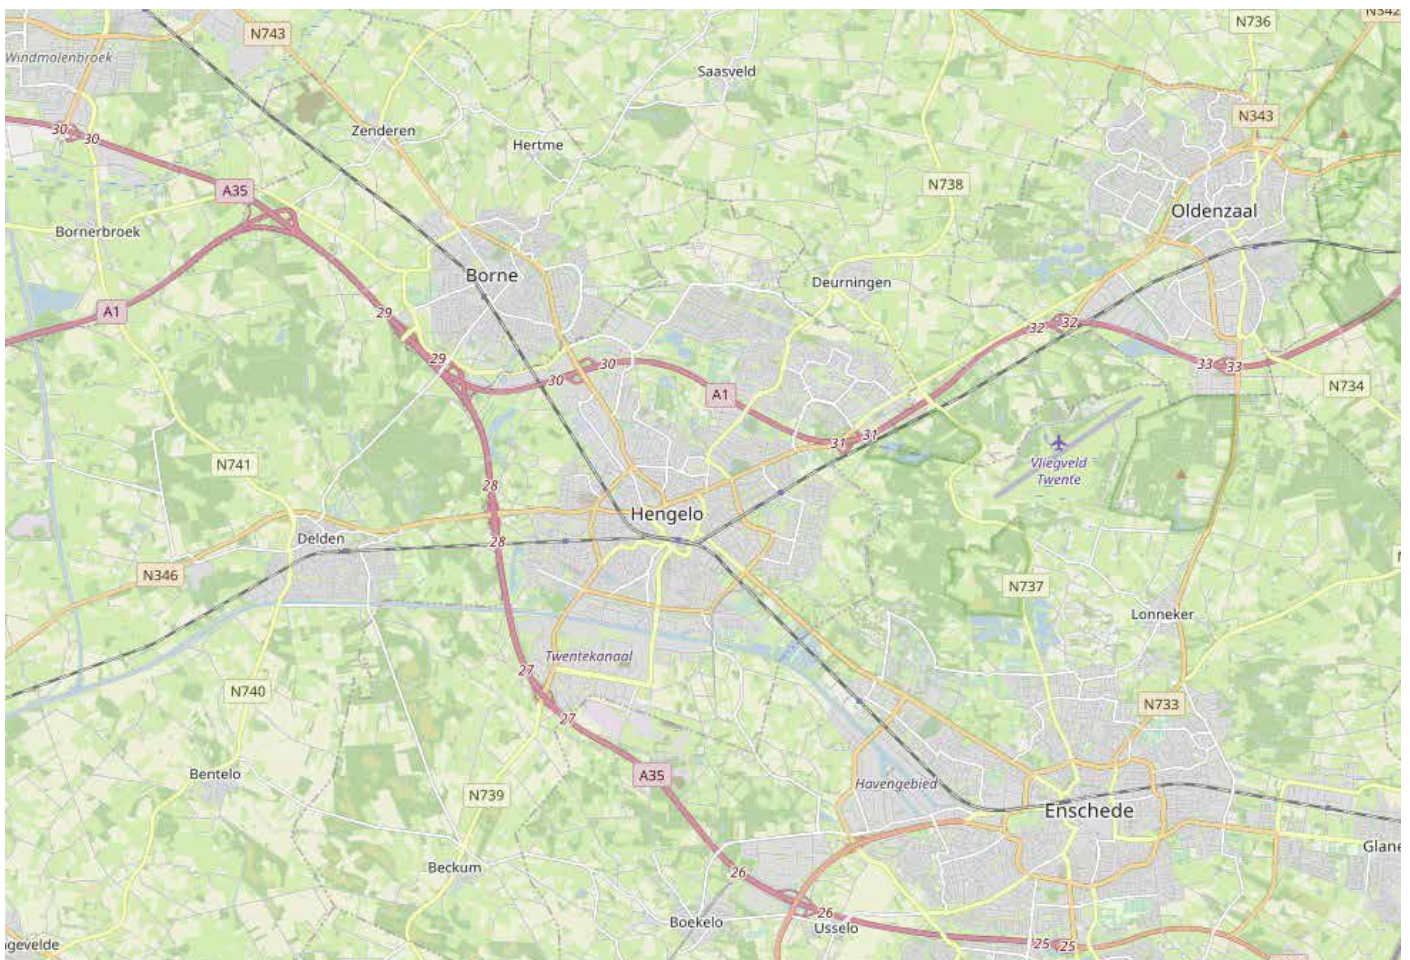 N342
N736
N743
Windmolenbroek
Saasveld
N343
30
30
Zenderen
Hertme
N738
A35
Oldenzaal
Bornerbroek
Borne
Deurningen
A1
29
32
32
29
30
30
33
33
A1
N734
31
31
N741
Vliegveld
Twente
28
Hengelo
28
Delden
N346
N737
Lonneker
Twentekanaal
27
N740
N733
27
Bentelo
A35
Havengebied
N739
Enschede
Glane
Beckum
26
26
Boekelo
Usselo
gevelde
25
25